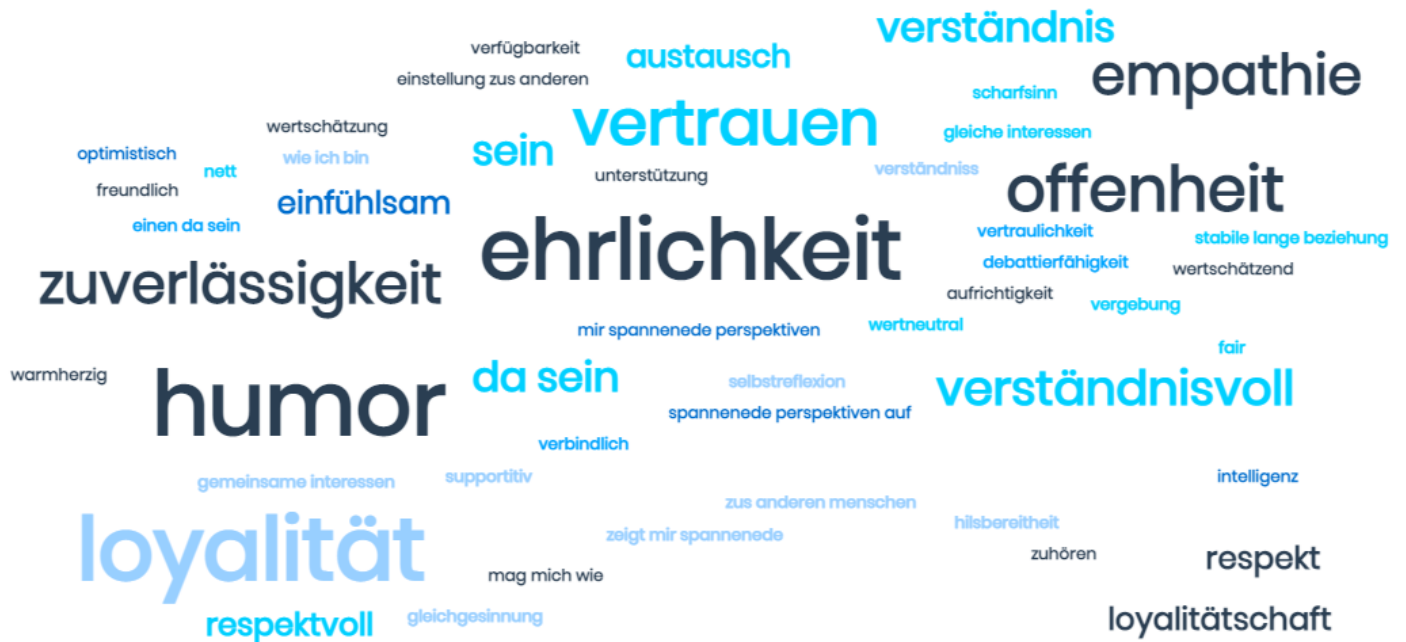 verständnis
verfügbarkeit
austausch
empathie
einstellung zus anderen
scharfsinn
vertrauen
wertschätzung
gleiche interessen
optimistisch
wie ich bin
sein
nett
unterstützung
verständniss
freundlich
einfühlsam
offenheit
einen da sein
ehrlichkeit
vertraulichkeit
stabile lange beziehung
debattierfähigkeit
wertschätzend
zuverlässigkeit
aufrichtigkeit
vergebung
mir spannenede perspektiven
wertneutral
fair
warmherzig
humor
da sein
selbstreflexion
verständnisvoll
spannenede perspektiven auf
verbindlich
gemeinsame interessen
supportitiv
intelligenz
zus anderen menschen
loyalität
zeigt mir spannenede
hilsbereitheit
zuhören
respekt
mag mich wie
respektvoll
gleichgesinnung
loyalitätschaft